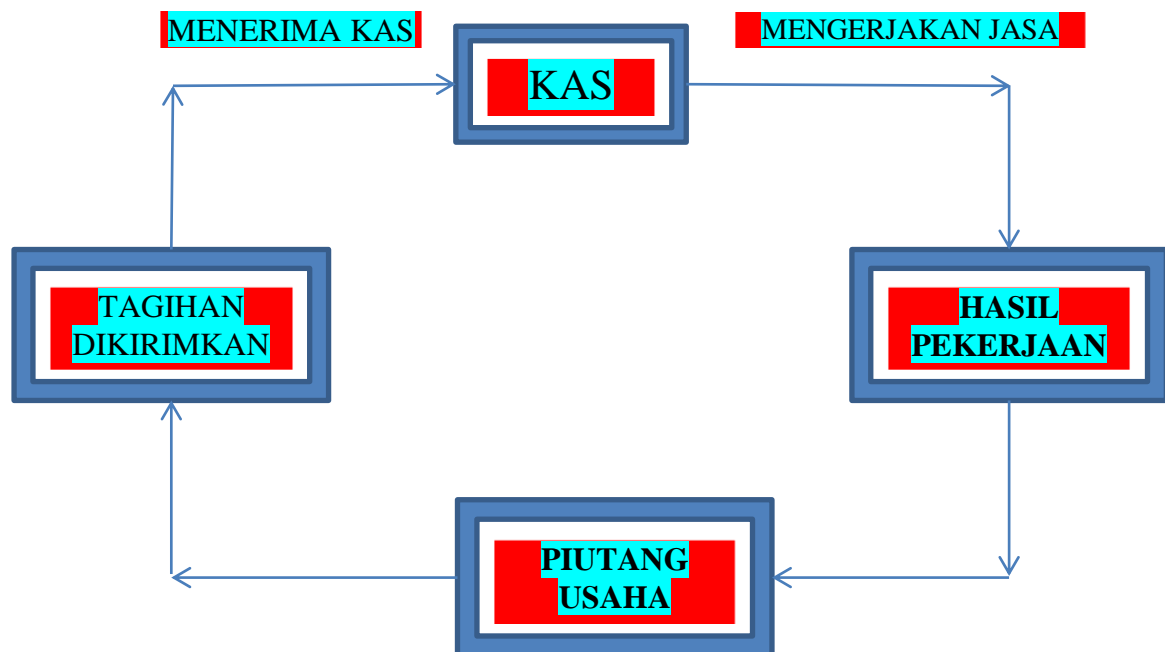 MENERIMA KAS
MENGERJAKAN JASA
KAS
TAGIHAN
DIKIRIMKAN
HASIL
PEKERJAAN
PIUTANG
USAHA